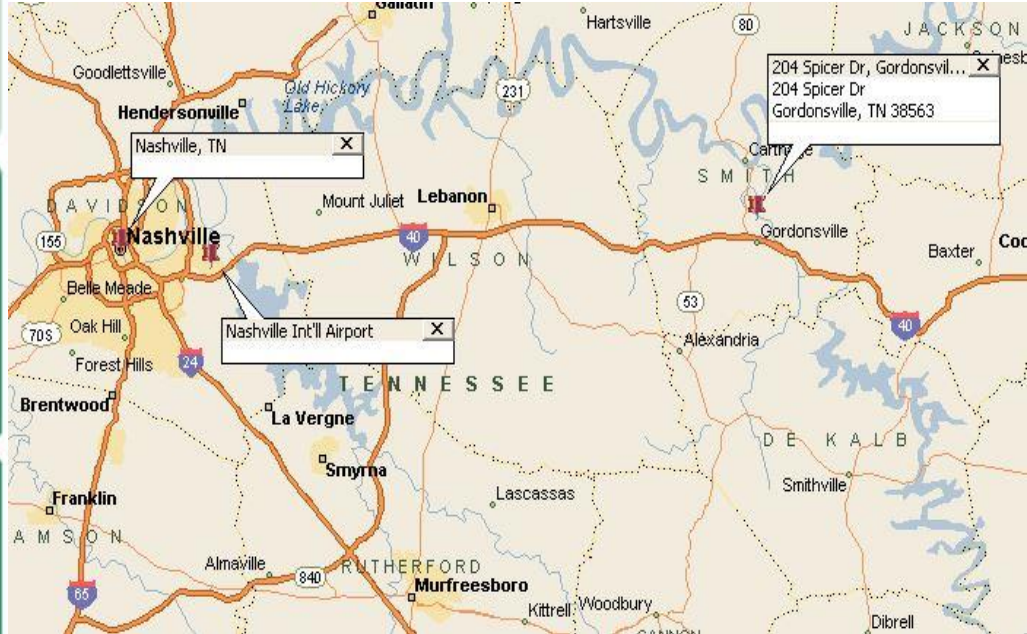 Gallatin
Hartsville
80
JACKSON
Goodlettsville
Old Hickory
Lake
231
Hendersonville
204 Spicer Dr, Gordonsvil... X
204 Spicer Dr
Gordonsville, TN 38563
Nashville, TN X
Carthage
SMITH
Mount Juliet
Lebanon
DAVIDSON
155
Nashville
40
Gordonsville
WILSON
Baxter
Coo
Belle Meade
53
40
70S
Oak Hill
Nashville Int'll Airport X
Alexandria
Forest Hills
24
TENNESSEE
Brentwood
La Vergne
DE KALB
Smyrna
Smithville
Franklin
Lascassas
AMSON
Almaville
840
RUTHERFORD
65
Murfreesboro
Kittrell
Woodbury
CANNON
Dibrell